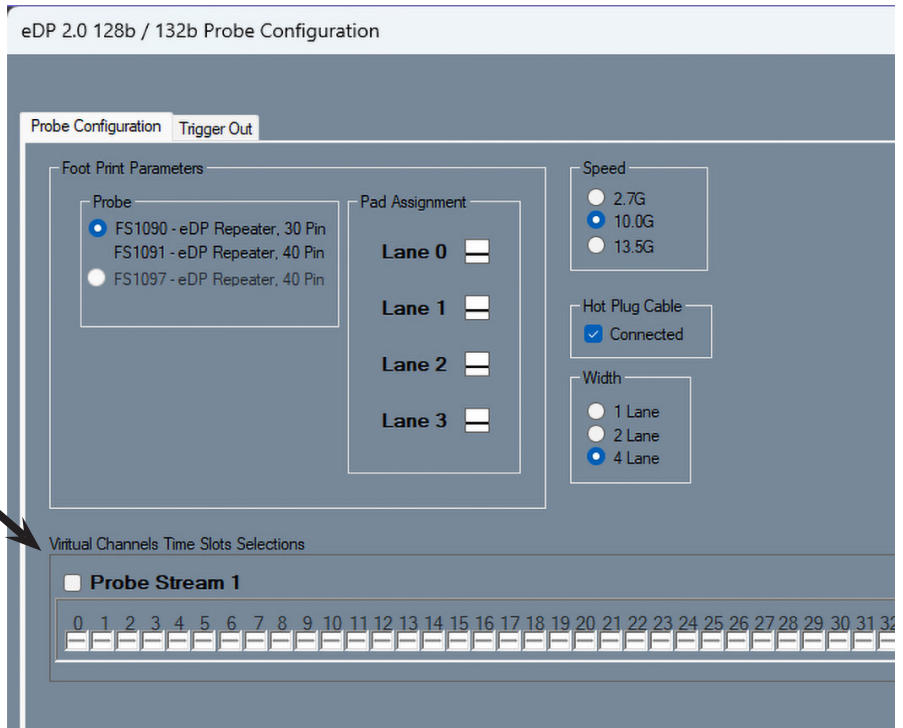 eDP 2.0 128b / 132b Probe Configuration
Probe Configuration
Trigger Out
Foot Print Parameters
Probe
FS1090 - eDP Repeater, 30 Pin
FS1091 - eDP Repeater, 40 Pin
FS1097 - eDP Repeater, 40 Pin
Pad Assignment
Lane 0
Lane 1
Lane 2
Lane 3
Speed
2.7G
10.0G
13.5G
Hot Plug Cable
Connected
Width
1 Lane
2 Lane
4 Lane
Viritual Channels Time Slots Selections
Probe Stream 1
0 1 2 3 4 5 6 7 8 9 10 11 12 13 14 15 16 17 18 19 20 21 22 23 24 25 26 27 28 29 30 31 32